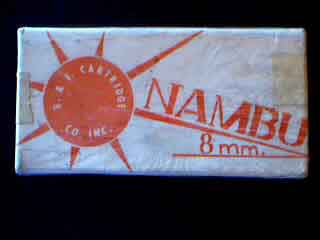 B. & E. CARTRIDGE
CO. INC.
NAMBU
8 mm.